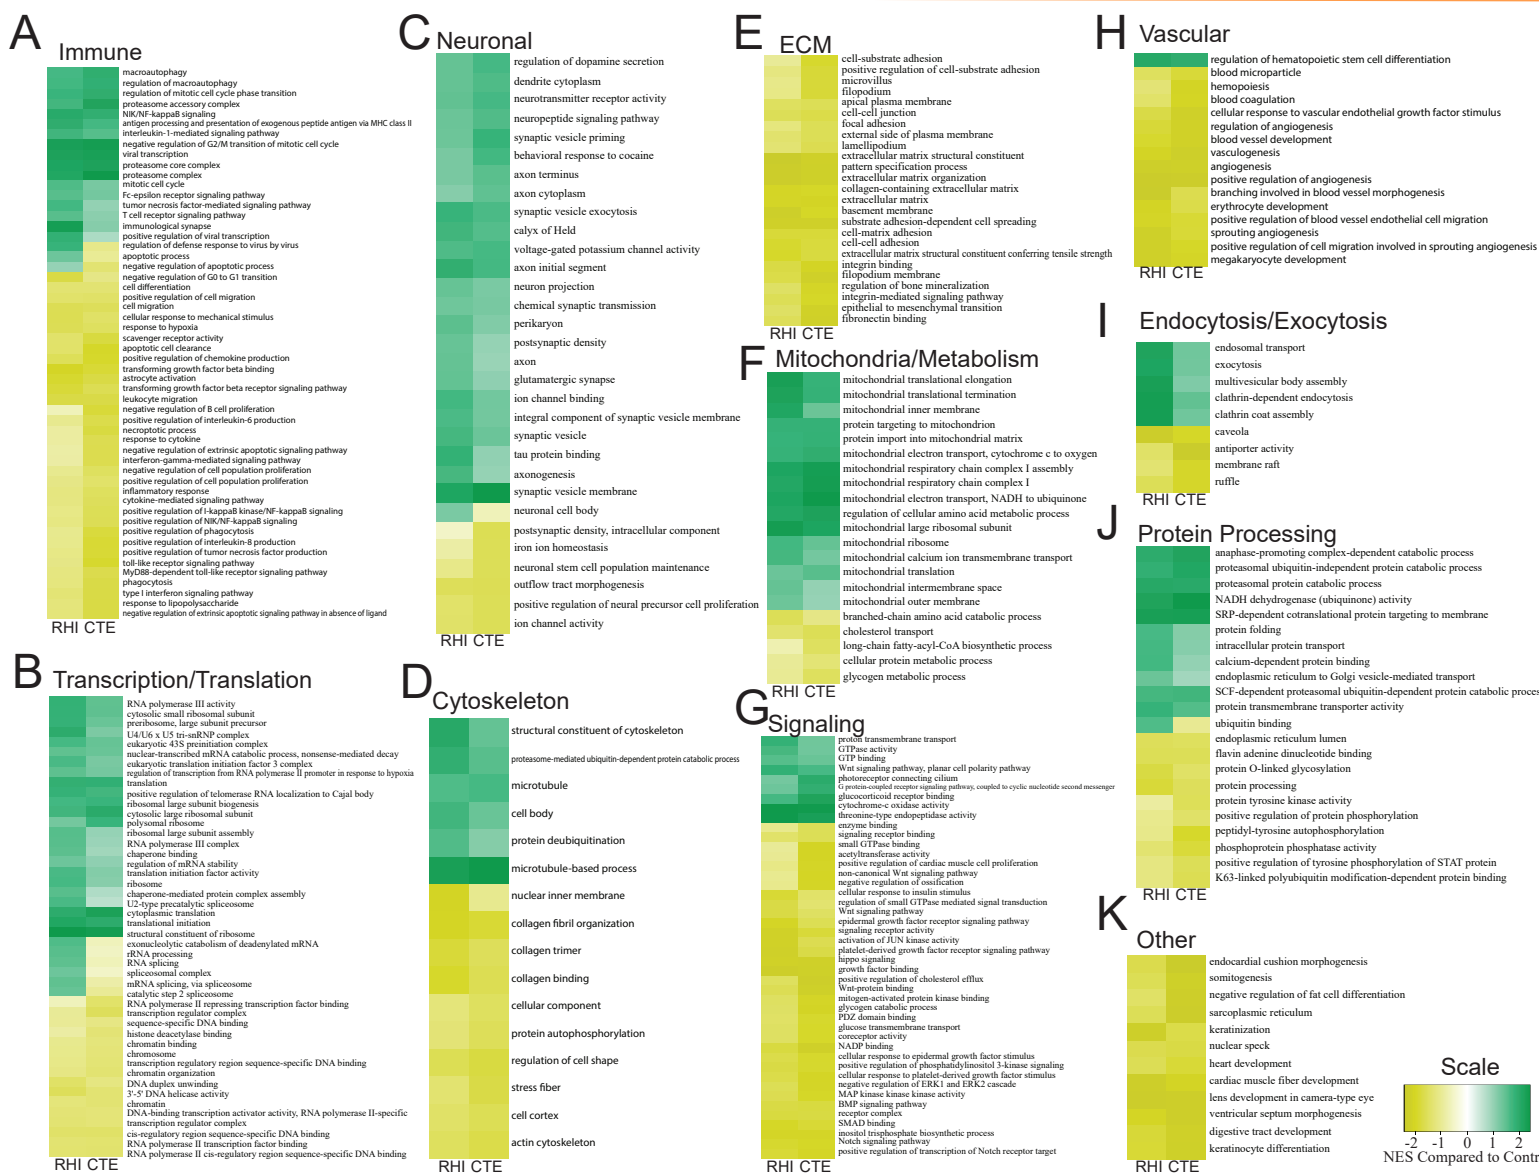 A
Immune
macroautophagy
regulation of macroautophagy
regulation of mitotic cell cycle phase transition
proteasome accessory complex
NIK/NF-kappaB signaling
antigen processing and presentation of exogenous peptide antigen via MHC class II
interleukin-1-mediated signaling pathway
negative regulation of G2/M transition of mitotic cell cycle
viral transcription
proteasome core complex
proteasome complex
mitotic cell cycle
Fc-epsilon receptor signaling pathway
tumor necrosis factor-mediated signaling pathway
T cell receptor signaling pathway
immunological synapse
positive regulation of viral transcription
regulation of defense response to virus by virus
apoptotic process
negative regulation of apoptotic process
negative regulation of G0 to G1 transition
cell differentiation
positive regulation of cell migration
cell migration
cellular response to mechanical stimulus
response to hypoxia
scavenger receptor activity
apoptotic cell clearance
positive regulation of chemokine production
transforming growth factor beta binding
astrocyte activation
transforming growth factor beta receptor signaling pathway
leukocyte migration
negative regulation of B cell proliferation
positive regulation of interleukin-6 production
necroptotic process
response to cytokine
negative regulation of extrinsic apoptotic signaling pathway
interferon-gamma-mediated signaling pathway
negative regulation of cell population proliferation
positive regulation of cell population proliferation
inflammatory response
cytokine-mediated signaling pathway
positive regulation of I-kappaB kinase/NF-kappaB signaling
positive regulation of NIK/NF-kappaB signaling
positive regulation of phagocytosis
positive regulation of interleukin-8 production
positive regulation of tumor necrosis factor production
toll-like receptor signaling pathway
MyD88-dependent toll-like receptor signaling pathway
phagocytosis
type I interferon signaling pathway
response to lipopolysaccharide
negative regulation of extrinsic apoptotic signaling pathway in absence of ligand
RHI CTE
B
Transcription/Translation
RNA polymerase III activity
cytosolic small ribosomal subunit
preribosome, large subunit precursor
U4/U6 x U5 tri-snRNP complex
eukaryotic 43S preinitiation complex
nuclear-transcribed mRNA catabolic process, nonsense-mediated decay
eukaryotic translation initiation factor 3 complex
regulation of transcription from RNA polymerase II promoter in response to hypoxia
translation
positive regulation of telomerase RNA localization to Cajal body
ribosomal large subunit biogenesis
cytosolic large ribosomal subunit
polysomal ribosome
ribosomal large subunit assembly
RNA polymerase III complex
chaperone binding
regulation of mRNA stability
translation initiation factor activity
ribosome
chaperone-mediated protein complex assembly
U2-type precatalytic spliceosome
cytoplasmic translation
translational initiation
structural constituent of ribosome
exonucleolytic catabolism of deadenylated mRNA
rRNA processing
RNA splicing
spliceosomal complex
mRNA splicing, via spliceosome
catalytic step 2 spliceosome
RNA polymerase II repressing transcription factor binding
transcription regulator complex
sequence-specific DNA binding
histone deacetylase binding
chromatin binding
chromosome
transcription regulatory region sequence-specific DNA binding
chromatin organization
DNA duplex unwinding
3'-5' DNA helicase activity
chromatin
DNA-binding transcription activator activity, RNA polymerase II-specific
transcription regulator complex
cis-regulatory region sequence-specific DNA binding
RNA polymerase II transcription factor binding
RNA polymerase II cis-regulatory region sequence-specific DNA binding
RHI CTE
C
Neuronal
regulation of dopamine secretion
dendrite cytoplasm
neurotransmitter receptor activity
neuropeptide signaling pathway
synaptic vesicle priming
behavioral response to cocaine
axon terminus
axon cytoplasm
synaptic vesicle exocytosis
calyx of Held
voltage-gated potassium channel activity
axon initial segment
neuron projection
chemical synaptic transmission
perikaryon
postsynaptic density
axon
glutamatergic synapse
ion channel binding
integral component of synaptic vesicle membrane
synaptic vesicle
tau protein binding
axonogenesis
synaptic vesicle membrane
neuronal cell body
postsynaptic density, intracellular component
iron ion homeostasis
neuronal stem cell population maintenance
outflow tract morphogenesis
positive regulation of neural precursor cell proliferation
ion channel activity
RHI CTE
D
Cytoskeleton
structural constituent of cytoskeleton
proteasome-mediated ubiquitin-dependent protein catabolic process
microtubule
cell body
protein deubiquitination
microtubule-based process
nuclear inner membrane
collagen fibril organization
collagen trimer
collagen binding
cellular component
protein autophosphorylation
regulation of cell shape
stress fiber
cell cortex
actin cytoskeleton
RHI CTE
E
ECM
cell-substrate adhesion
positive regulation of cell-substrate adhesion
microvillus
filopodium
apical plasma membrane
cell-cell junction
focal adhesion
external side of plasma membrane
lamellipodium
extracellular matrix structural constituent
pattern specification process
extracellular matrix organization
collagen-containing extracellular matrix
extracellular matrix
basement membrane
substrate adhesion-dependent cell spreading
cell-matrix adhesion
cell-cell adhesion
extracellular matrix structural constituent conferring tensile strength
integrin binding
filopodium membrane
regulation of bone mineralization
integrin-mediated signaling pathway
epithelial to mesenchymal transition
fibronectin binding
RHI CTE
F
Mitochondria/Metabolism
mitochondrial translational elongation
mitochondrial translational termination
mitochondrial inner membrane
protein targeting to mitochondrion
protein import into mitochondrial matrix
mitochondrial electron transport, cytochrome c to oxygen
mitochondrial respiratory chain complex I assembly
mitochondrial respiratory chain complex I
mitochondrial electron transport, NADH to ubiquinone
regulation of cellular amino acid metabolic process
mitochondrial large ribosomal subunit
mitochondrial ribosome
mitochondrial calcium ion transmembrane transport
mitochondrial translation
mitochondrial intermembrane space
mitochondrial outer membrane
branched-chain amino acid catabolic process
cholesterol transport
long-chain fatty-acyl-CoA biosynthetic process
cellular protein metabolic process
glycogen metabolic process
RHI CTE
G
Signaling
proton transmembrane transport
GTPase activity
GTP binding
Wnt signaling pathway, planar cell polarity pathway
photoreceptor connecting cilium
G protein-coupled receptor signaling pathway, coupled to cyclic nucleotide second messenger
glucocorticoid receptor binding
cytochrome-c oxidase activity
threonine-type endopeptidase activity
enzyme binding
signaling receptor binding
small GTPase binding
acetyltransferase activity
positive regulation of cardiac muscle cell proliferation
non-canonical Wnt signaling pathway
negative regulation of ossification
cellular response to insulin stimulus
regulation of small GTPase mediated signal transduction
Wnt signaling pathway
epidermal growth factor receptor signaling pathway
signaling receptor activity
activation of JUN kinase activity
platelet-derived growth factor receptor signaling pathway
hippo signaling
growth factor binding
positive regulation of cholesterol efflux
Wnt-protein binding
mitogen-activated protein kinase binding
glycogen catabolic process
PDZ domain binding
glucose transmembrane transport
coreceptor activity
NADP binding
cellular response to epidermal growth factor stimulus
positive regulation of phosphatidylinositol 3-kinase signaling
cellular response to platelet-derived growth factor stimulus
negative regulation of ERK1 and ERK2 cascade
MAP kinase kinase activity
BMP signaling pathway
receptor complex
SMAD binding
inositol trisphosphate biosynthetic process
Notch signaling pathway
positive regulation of transcription of Notch receptor target
RHI CTE
H
Vascular
regulation of hematopoietic stem cell differentiation
blood microparticle
hemopoiesis
blood coagulation
cellular response to vascular endothelial growth factor stimulus
regulation of angiogenesis
blood vessel development
vasculogenesis
angiogenesis
positive regulation of angiogenesis
branching involved in blood vessel morphogenesis
erythrocyte development
positive regulation of blood vessel endothelial cell migration
sprouting angiogenesis
positive regulation of cell migration involved in sprouting angiogenesis
megakaryocyte development
RHI CTE
I
Endocytosis/Exocytosis
endosomal transport
exocytosis
multivesicular body assembly
clathrin-dependent endocytosis
clathrin coat assembly
caveola
antiporter activity
membrane raft
ruffle
RHI CTE
J
Protein Processing
anaphase-promoting complex-dependent catabolic process
proteasomal ubiquitin-independent protein catabolic process
proteasomal protein catabolic process
NADH dehydrogenase (ubiquinone) activity
SRP-dependent cotranslational protein targeting to membrane
protein folding
intracellular protein transport
calcium-dependent protein binding
endoplasmic reticulum to Golgi vesicle-mediated transport
SCF-dependent proteasomal ubiquitin-dependent protein catabolic proces
protein transmembrane transporter activity
ubiquitin binding
endoplasmic reticulum lumen
flavin adenine dinucleotide binding
protein O-linked glycosylation
protein processing
protein tyrosine kinase activity
positive regulation of protein phosphorylation
peptidyl-tyrosine autophosphorylation
phosphoprotein phosphatase activity
positive regulation of tyrosine phosphorylation of STAT protein
K63-linked polyubiquitin modification-dependent protein binding
RHI CTE
K
Other
endocardial cushion morphogenesis
somitogenesis
negative regulation of fat cell differentiation
sarcoplasmic reticulum
keratinization
nuclear speck
heart development
cardiac muscle fiber development
lens development in camera-type eye
ventricular septum morphogenesis
digestive tract development
keratinocyte differentiation
RHI CTE
Scale
-2 -1 0 1 2
NES Compared to Contr